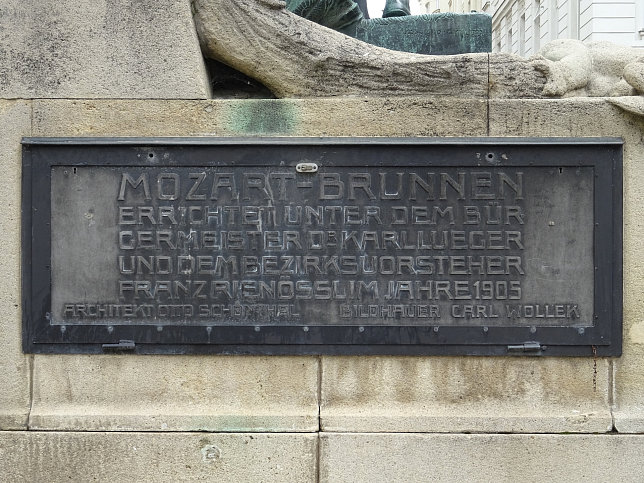 MOZART-BRUNNEN
ERRICHTET UNTER DEM BÜR
GERMEISTER DR KARL LUEGER
UND DEM BEZIRKSVORSTEHER
FRANZ RIENÖSSL IM JAHRE 1905
ARCHITEKT OTTO SCHÖNTHAL BILDHAUER CARL WOLLEK